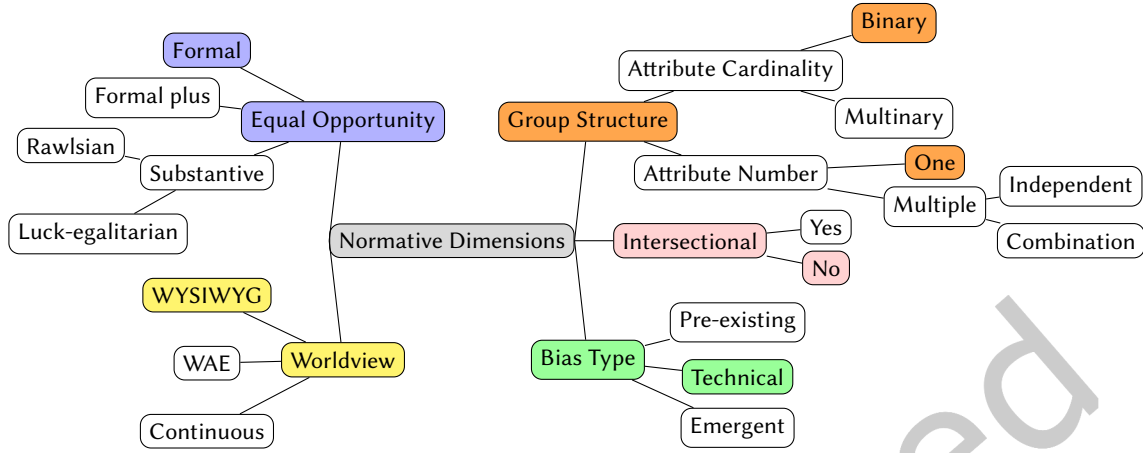 Formal
Formal plus
Equal Opportunity
Rawlsian
Substantive
Luck-egalitarian
Normative Dimensions
WYSIWYG
WAE
Worldview
Continuous
Binary
Attribute Cardinality
Group Structure
Multinary
Attribute Number
One
Multiple
Independent
Combination
Intersectional
Yes
No
Pre-existing
Bias Type
Technical
Emergent
ed